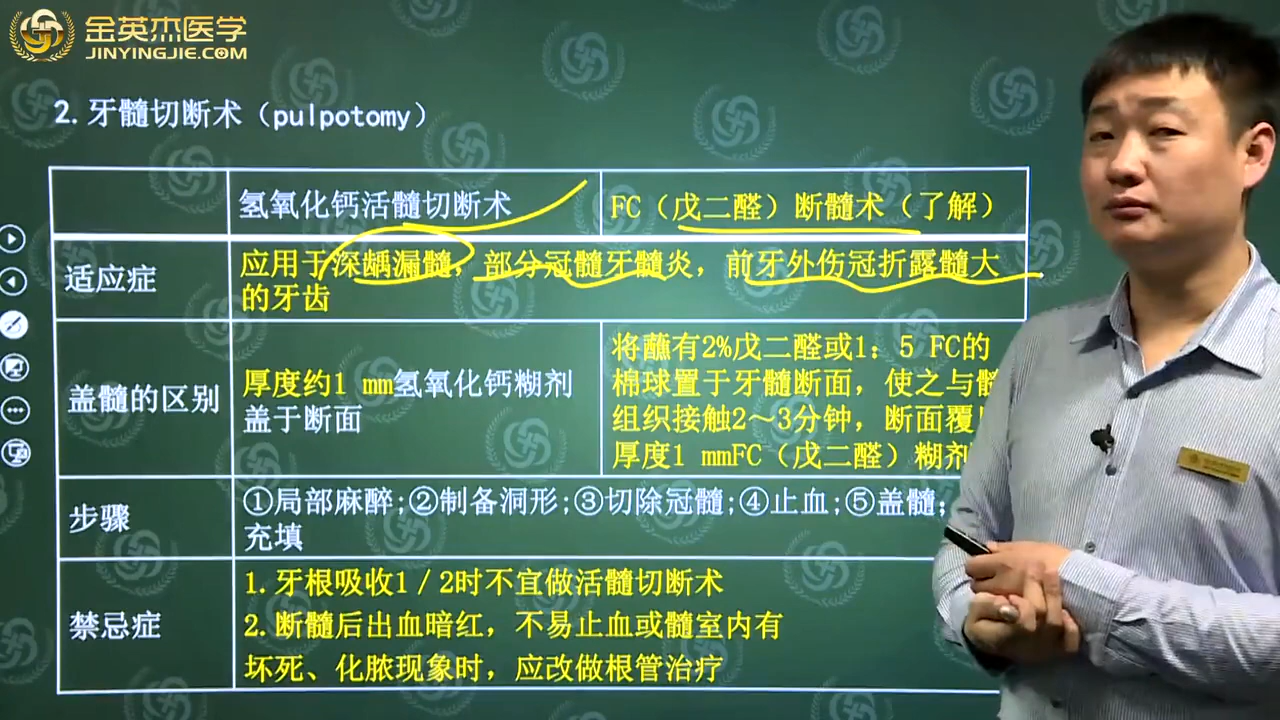 金英杰医学
JINYINGJIE.COM
2. 牙髓切断术（pulpotomy）
氢氧化钙活髓切断术
FC（戊二醛）断髓术（了解）
适应症
应用于深龋漏髓，部分冠髓牙髓炎，前牙外伤冠折露髓大
的牙齿
盖髓的区别
厚度约1 mm氢氧化钙糊剂
盖于断面
将蘸有2%戊二醛或1：5 FC的
棉球置于牙髓断面，使之与髓
组织接触2～3分钟，断面覆
厚度1 mmFC（戊二醛）糊剂
步骤
①局部麻醉;②制备洞形;③切除冠髓;④止血;⑤盖髓;
充填
禁忌症
1. 牙根吸收1／2时不宜做活髓切断术
2. 断髓后出血暗红，不易止血或髓室内有
坏死、化脓现象时，应改做根管治疗